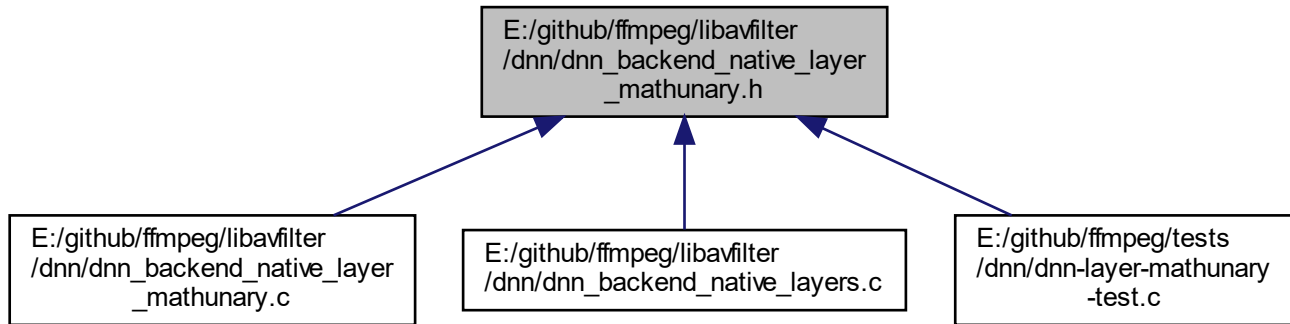 E:/github/ffmpeg/libavfilter
/dnn/dnn_backend_native_layer
_mathunary.h
E:/github/ffmpeg/libavfilter
/dnn/dnn_backend_native_layer
_mathunary.c
E:/github/ffmpeg/libavfilter
/dnn/dnn_backend_native_layers.c
E:/github/ffmpeg/tests
/dnn/dnn-layer-mathunary
-test.c